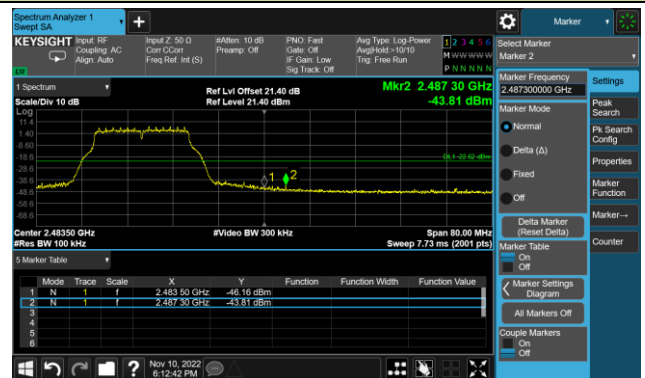 Spectrum Analyzer 1
Swept SA
Marker
KEYSIGHT
Input: RF
Coupling: AC
Align: Auto
Input Z: 50 Ω
Corr CCorr
Freq Ref: Int (S)
#Atten: 10 dB
Preamp: Off
PNO: Fast
Gate: Off
IF Gain: Low
Sig Track: Off
Avg Type: Log-Power
Avg|Hold:>10/10
Trig: Free Run
1 2 3 4 5 6
M W W W W W
P N N N N N
LV
Select Marker
Marker 2
1 Spectrum
Scale/Div 10 dB
Log
Ref Lvl Offset 21.40 dB
Ref Level 21.40 dBm
Mkr2 2.487 30 GHz
-43.81 dBm
11.4
1.40
-8.60
-18.6
-28.6
-38.6
-48.6
-58.6
-68.6
DL1 -22.62 dBm
1
2
Center 2.48350 GHz
#Res BW 100 kHz
#Video BW 300 kHz
Span 80.00 MHz
Sweep 7.73 ms (2001 pts)
5 Marker Table
Mode Trace Scale X Y Function Function Width Function Value
1 N 1 f 2.483 50 GHz -46.16 dBm
2 N 1 f 2.487 30 GHz -43.81 dBm
3
4
5
6
Marker Frequency
2.487300000 GHz
Marker Mode
Normal
Delta (Δ)
Fixed
Off
Delta Marker
(Reset Delta)
Marker Table
On
Off
Marker Settings
Diagram
All Markers Off
Couple Markers
On
Off
Settings
Peak
Search
Pk Search
Config
Properties
Marker
Function
Marker→
Counter
Nov 10, 2022
6:12:42 PM